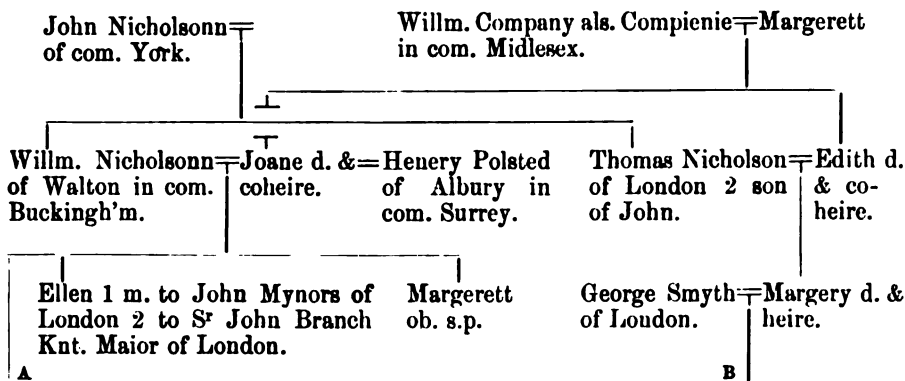 John Nicholsonn
of com. York.
Willm. Company als. Compienie
in com. Midlesex.
Margerett
Willm. Nicholsonn
of Walton in com.
Buckingh'm.
Joane d. &
coheire.
Henery Polsted
of Albury in
com. Surrey.
Thomas Nicholson
of London 2 son
of John.
Edith d.
& co-
heire.
Ellen 1 m. to John Mynors of
London 2 to Sʳ John Branch
Knt. Maior of London.
Margerett
ob. s.p.
George Smyth
of London.
Margery d. &
heire.
A
B